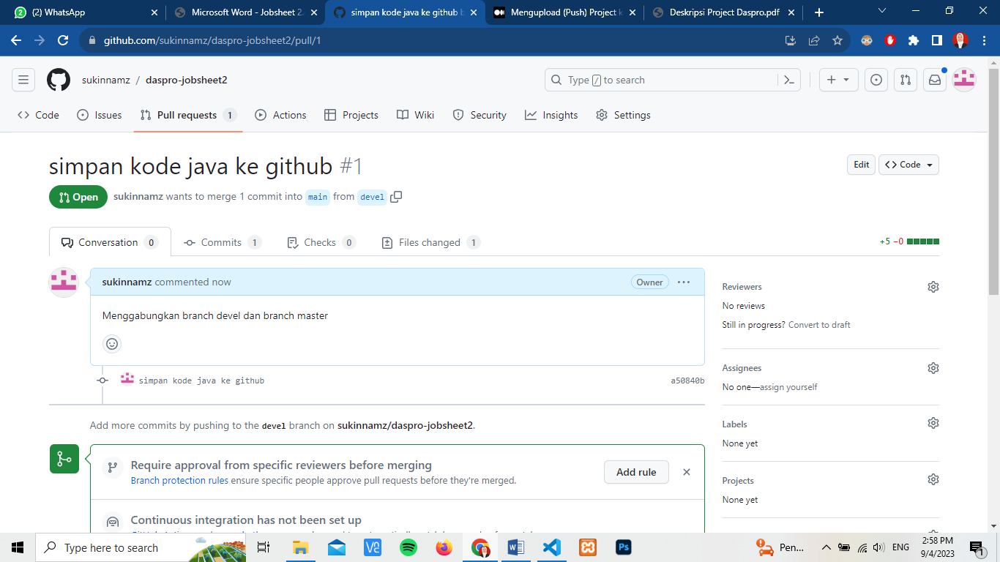 (2) WhatsApp
Microsoft Word - Jobsheet 2.
simpan kode java ke github b
Mengupload (Push) Project k
Deskripsi Project Daspro.pdf
github.com/sukinnamz/daspro-jobsheet2/pull/1
sukinnamz / daspro-jobsheet2
Type / to search
Code
Issues
Pull requests 1
Actions
Projects
Wiki
Security
Insights
Settings
simpan kode java ke github #1
Edit
Code
Open
sukinnamz wants to merge 1 commit into main from devel
Conversation 0
Commits 1
Checks 0
Files changed 1
+5 −0
sukinnamz commented now
Owner
Menggabungkan branch devel dan branch master
simpan kode java ke github
a50840b
Add more commits by pushing to the devel branch on sukinnamz/daspro-jobsheet2.
Require approval from specific reviewers before merging
Branch protection rules ensure specific people approve pull requests before they're merged.
Add rule
Continuous integration has not been set up
Reviewers
No reviews
Still in progress? Convert to draft
Assignees
No one—assign yourself
Labels
None yet
Projects
None yet
Type here to search
Pen...
ENG
2:58 PM
9/4/2023
1